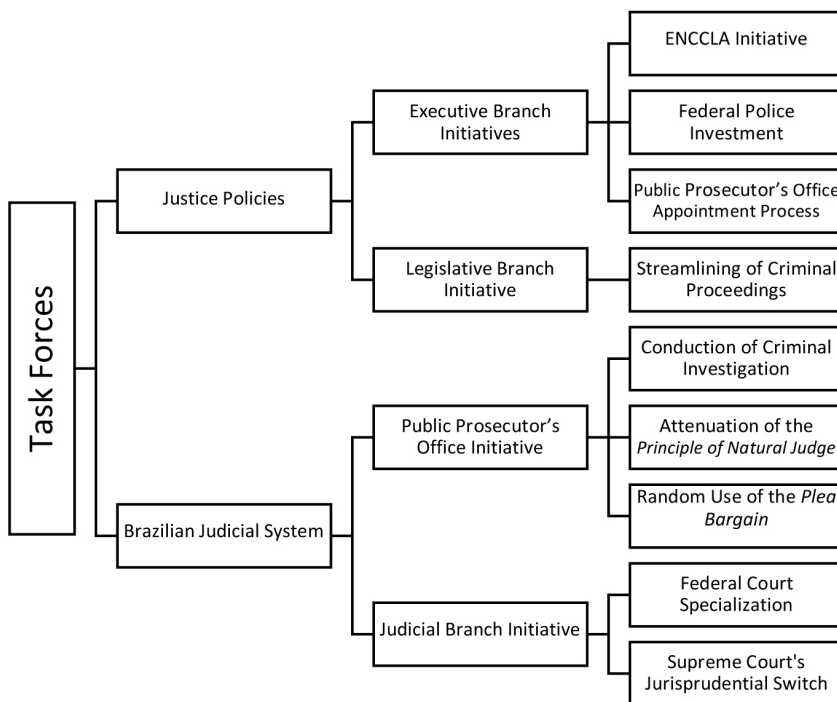 Task Forces
Justice Policies
Executive Branch
Initiatives
ENCCLA Initiative
Federal Police
Investment
Public Prosecutor’s Office
Appointment Process
Legislative Branch
Initiative
Streamlining of Criminal
Proceedings
Brazilian Judicial System
Public Prosecutor’s
Office Initiative
Conduction of Criminal
Investigation
Attenuation of the
Principle of Natural Judge
Random Use of the Plea
Bargain
Judicial Branch Initiative
Federal Court
Specialization
Supreme Court's
Jurisprudential Switch